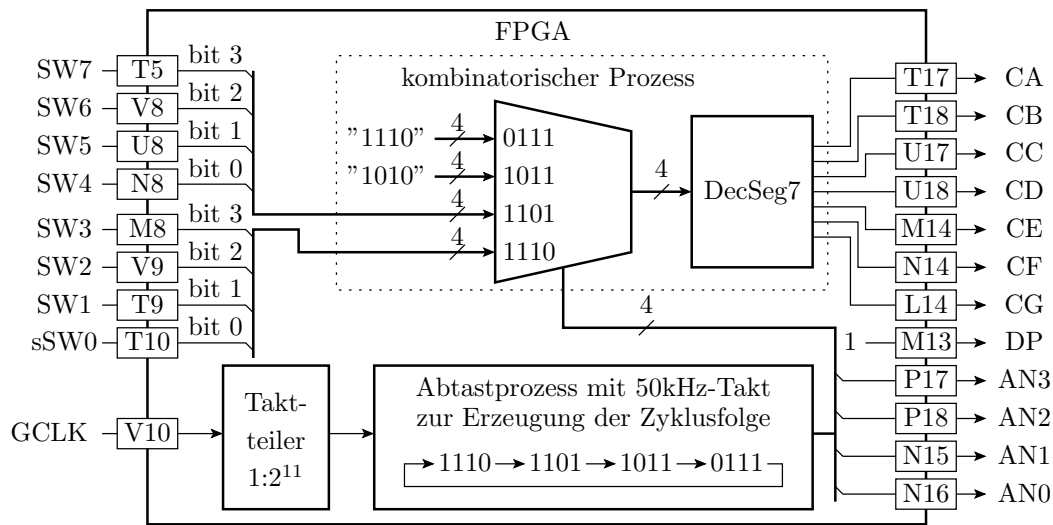 FPGA
kombinatorischer Prozess
SW7 T5 bit 3
SW6 V8 bit 2
SW5 U8 bit 1
SW4 N8 bit 0
SW3 M8 bit 3
SW2 V9 bit 2
SW1 T9 bit 1
sSW0 T10 bit 0
"1110" 4 0111
"1010" 4 1011
4 1101
4 1110
4
DecSeg7
4
T17 CA
T18 CB
U17 CC
U18 CD
M14 CE
N14 CF
L14 CG
1 M13 DP
P17 AN3
P18 AN2
N15 AN1
N16 AN0
GCLK V10
Takt-
teiler
1:2¹¹
Abtastprozess mit 50kHz-Takt
zur Erzeugung der Zyklusfolge
1110 1101 1011 0111